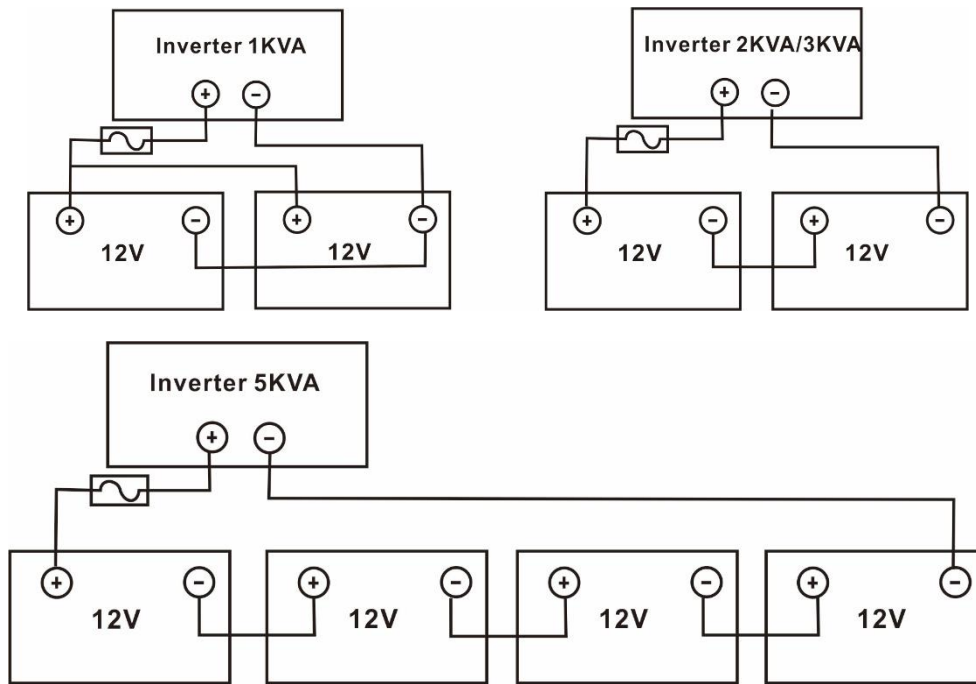 Inverter 1KVA
+ −
+ − + −
12V 12V
Inverter 2KVA/3KVA
+ −
+ − + −
12V 12V
Inverter 5KVA
+ −
+ − + − + − + −
12V 12V 12V 12V